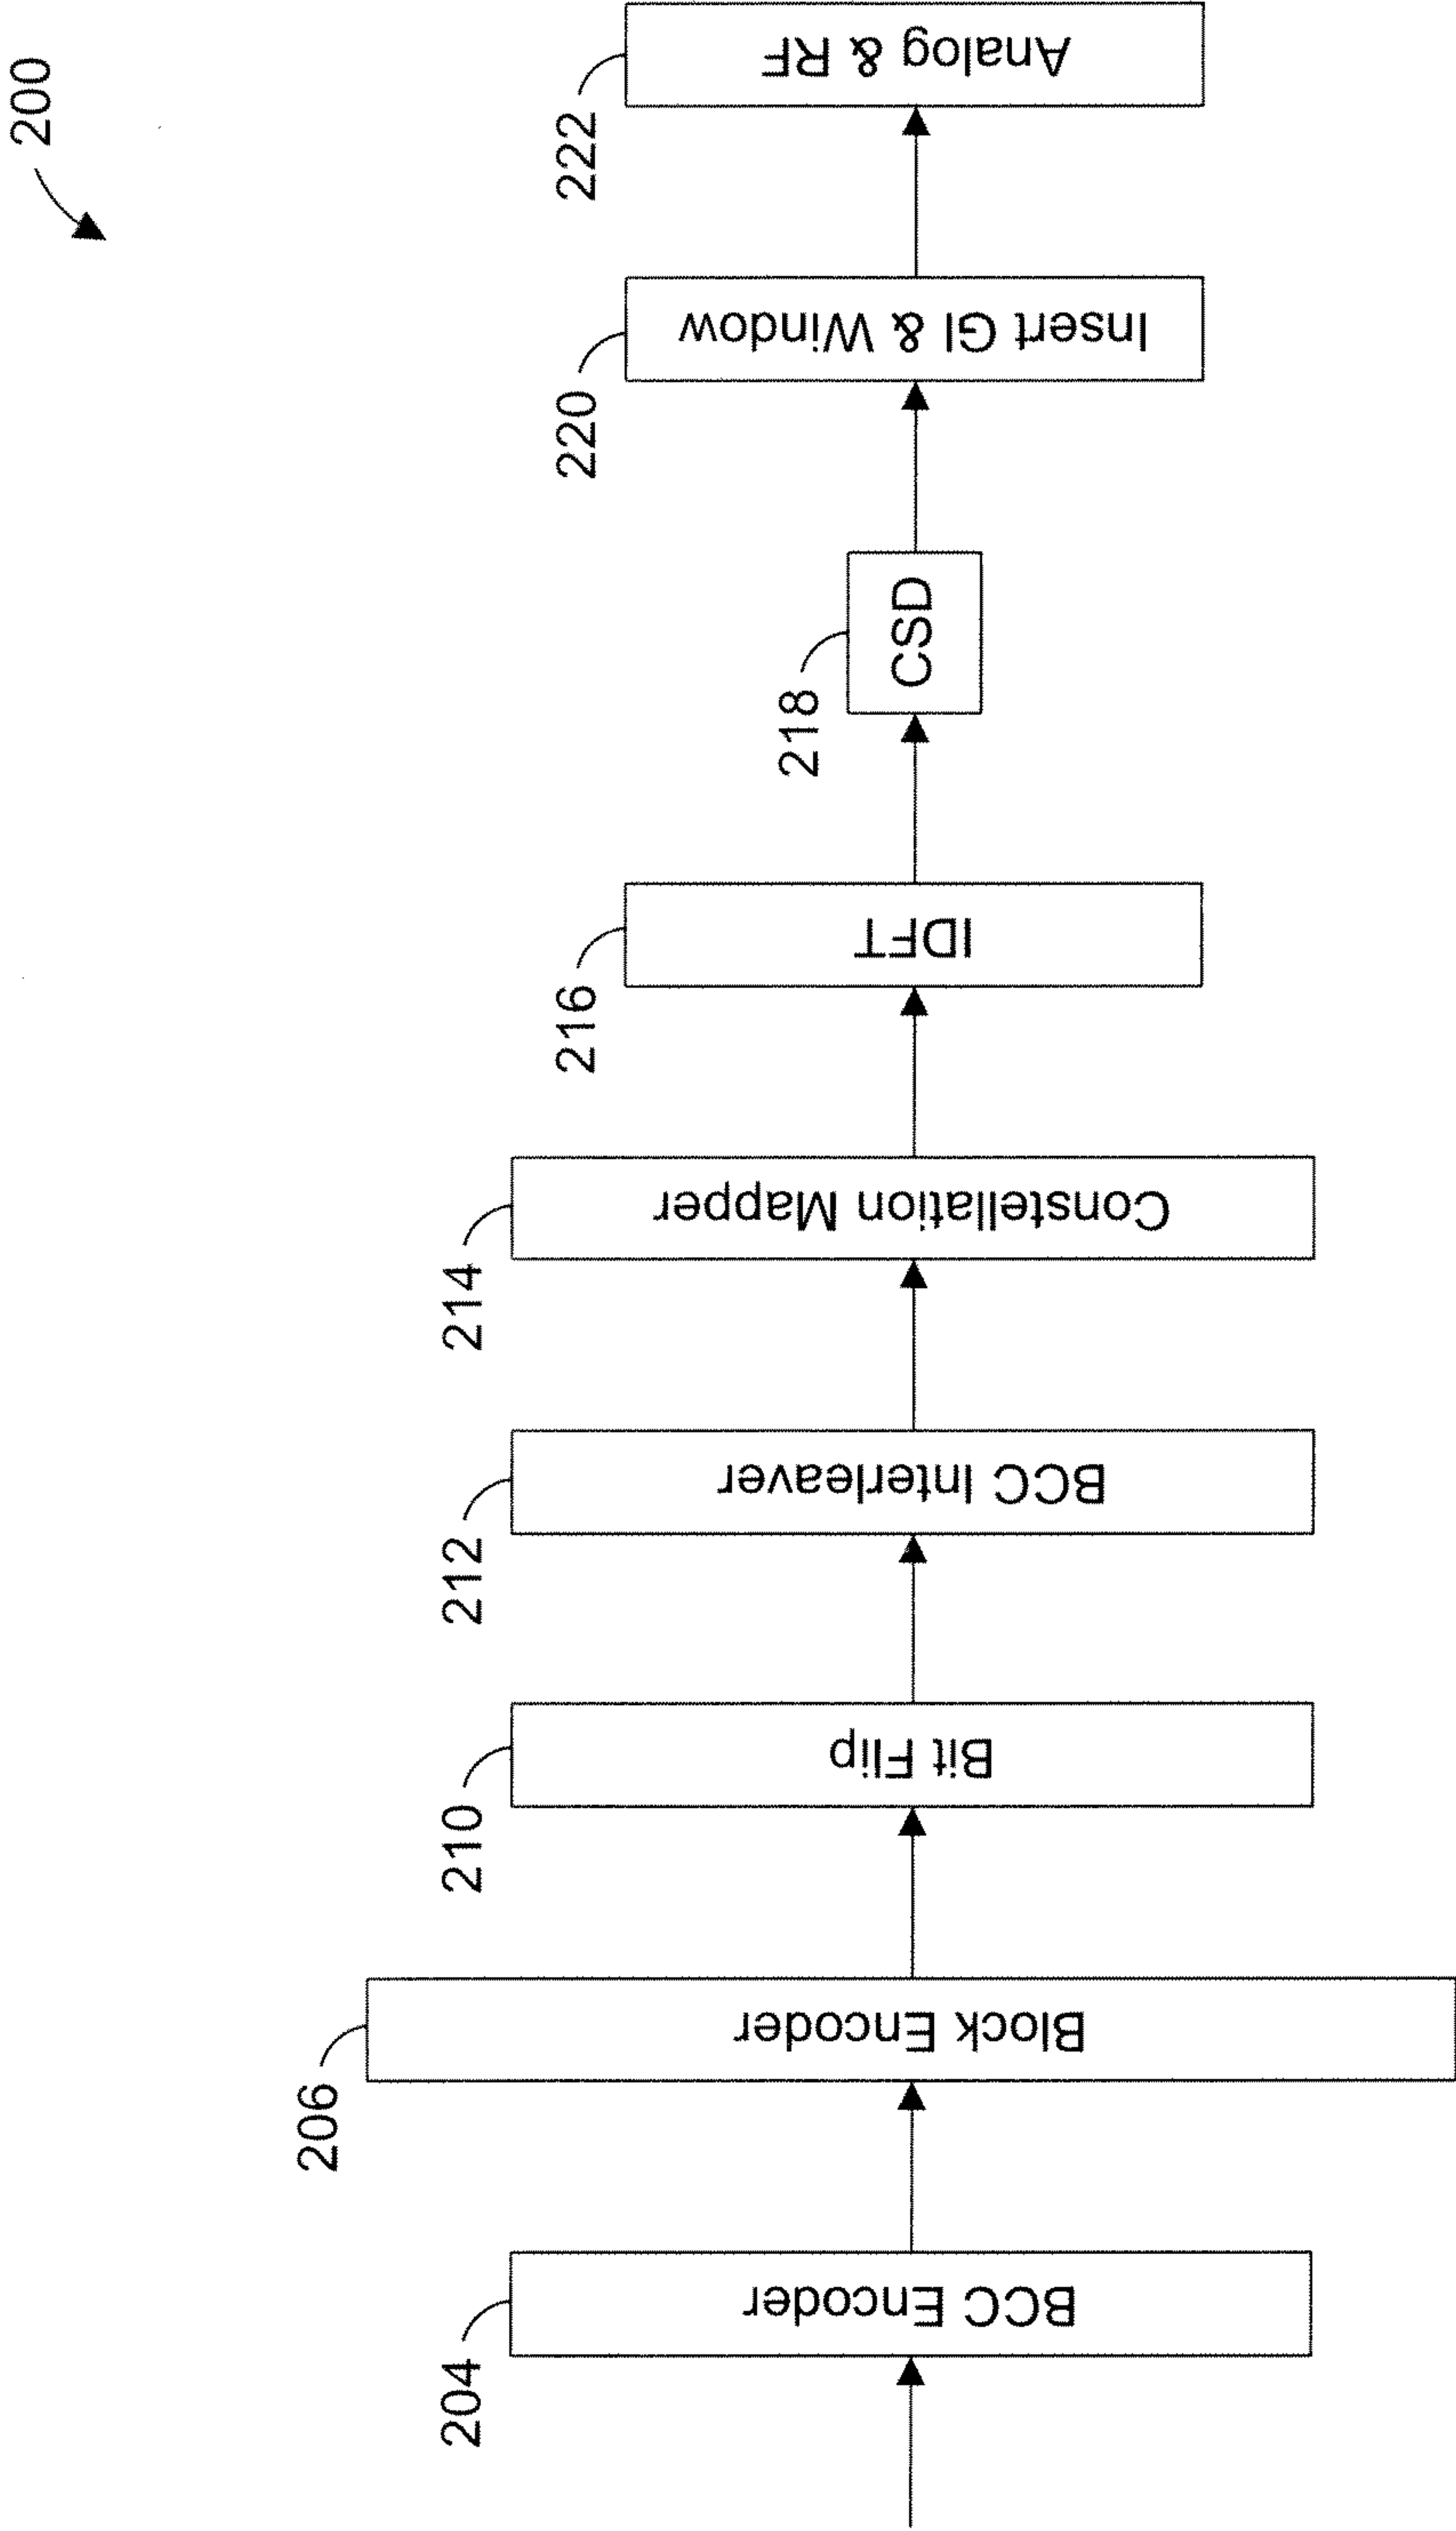 200
204
BCC Encoder
206
Block Encoder
210
Bit Flip
212
BCC Interleaver
214
Constellation Mapper
216
IDFT
218
CSD
220
Insert GI & Window
222
Analog & RF